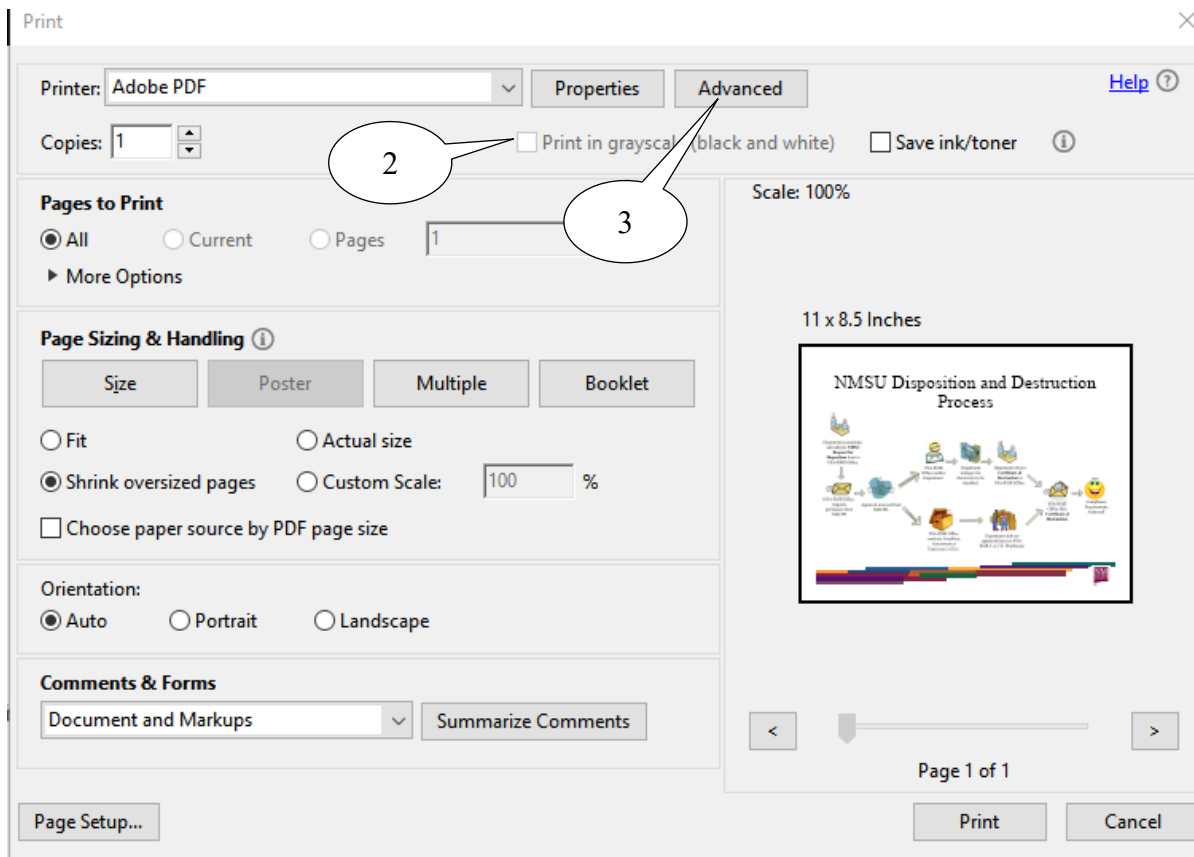 Print
Printer: Adobe PDF Properties Advanced Help
Copies: 1 Print in grayscale (black and white) Save ink/toner
2
3
Pages to Print
All Current Pages 1
More Options
Scale: 100%
11 x 8.5 Inches
Page Sizing & Handling
Size Poster Multiple Booklet
Fit Actual size
Shrink oversized pages Custom Scale: 100 %
Choose paper source by PDF page size
NMSU Disposition and Destruction
Process
Orientation:
Auto Portrait Landscape
Comments & Forms
Document and Markups Summarize Comments
< >
Page 1 of 1
Page Setup... Print Cancel